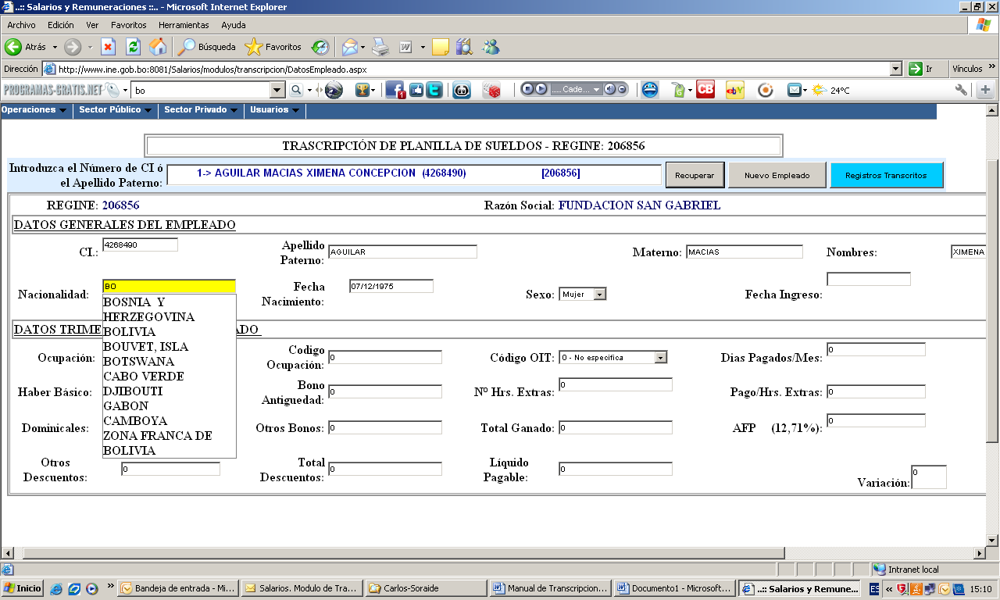 ..:: Salarios y Remuneraciones ::.. - Microsoft Internet Explorer
Archivo Edición Ver Favoritos Herramientas Ayuda
Atrás Búsqueda Favoritos
Dirección http://www.ine.gob.bo:8081/Salarios/modulos/transcripcion/DatosEmpleado.aspx Ir Vínculos »
PROGRAMAS-GRATIS.NET bo 1 ....Cade... CB ebY 24°C
Operaciones Sector Público Sector Privado Usuarios
TRASCRIPCIÓN DE PLANILLA DE SUELDOS - REGINE: 206856
Introduzca el Número de CI ó
el Apellido Paterno: 1-> AGUILAR MACIAS XIMENA CONCEPCION (4268490) [206856] Recuperar Nuevo Empleado Registros Transcritos
REGINE: 206856 Razón Social: FUNDACION SAN GABRIEL
DATOS GENERALES DEL EMPLEADO
CI.: 4268490 Apellido Paterno: AGUILAR Materno: MACIAS Nombres: XIMENA
Nacionalidad: BO Fecha Nacimiento: 07/12/1975 Sexo: Mujer Fecha Ingreso:
BOSNIA Y
HERZEGOVINA
BOLIVIA
BOUVET, ISLA
BOTSWANA
CABO VERDE
DJIBOUTI
GABON
CAMBOYA
ZONA FRANCA DE
BOLIVIA
DATOS TRIME ADO
Ocupación: Codigo Ocupación: 0 Código OIT: 0 - No especifica Dias Pagados/Mes: 0
Haber Básico: Bono Antiguedad: 0 Nº Hrs. Extras: 0 Pago/Hrs. Extras: 0
Dominicales: Otros Bonos: 0 Total Ganado: 0 AFP (12,71%): 0
Otros Descuentos: 0 Total Descuentos: 0 Líquido Pagable: 0 Variación: 0
Intranet local
Inicio » Bandeja de entrada - Mi... Salarios. Modulo de Tra... Carlos-Soraide Manual de Transcripcion... Documento1 - Microsoft... ..:: Salarios y Remune... ES « 15:10